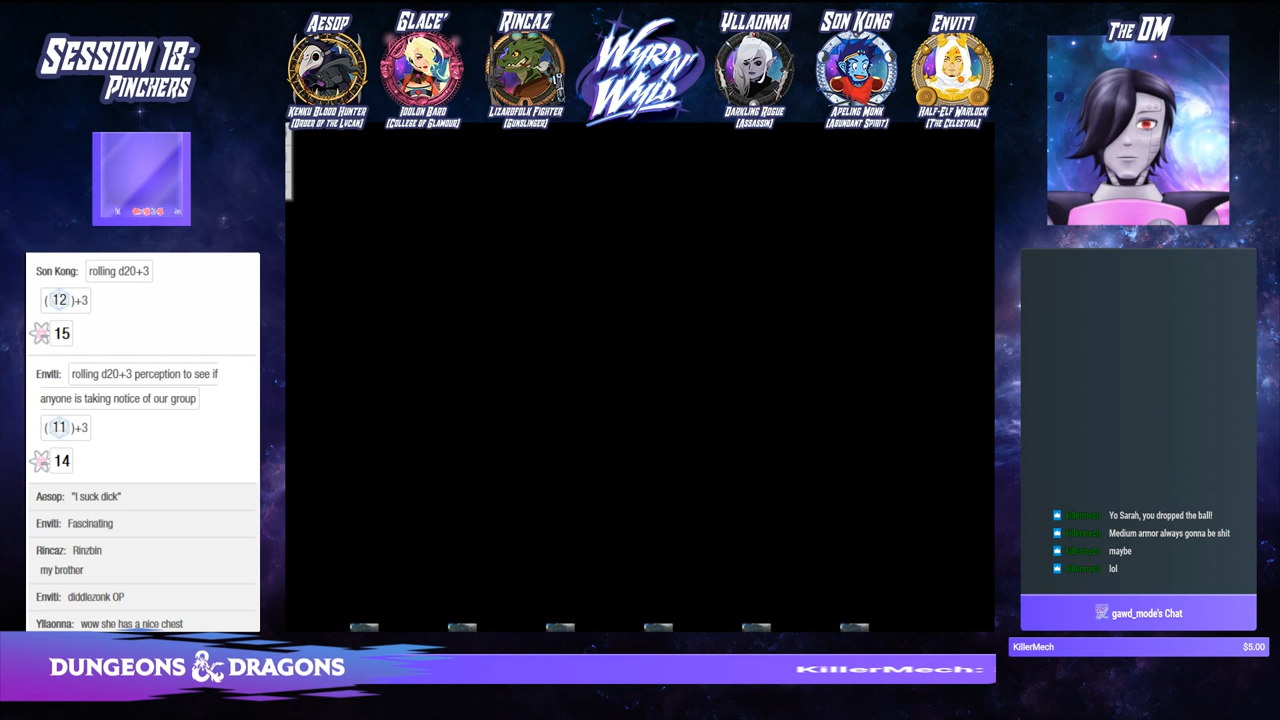 SESSION 18:
PINCHERS
AESOP
KENKU BLOOD HUNTER
(ORDER OF THE LYCAN)
GLACE'
IDOLON BARD
(COLLEGE OF GLAMOUR)
RINCAZ
LIZARDFOLK FIGHTER
(GUNSLINGER)
WYRD N' WYLD
YLLAONNA
DARKLING ROGUE
(ASSASSIN)
SON KONG
APELING MONK
(ABUNDANT SPIRIT)
ENVITI
HALF-ELF WARLOCK
(THE CELESTIAL)
THE DM
Son Kong: rolling d20+3
(12)+3
15
Enviti: rolling d20+3 perception to see if
anyone is taking notice of our group
(11)+3
14
Aesop: "I suck dick"
Enviti: Fascinating
Rincaz: Rinzbin
my brother
Enviti: diddlezonk OP
Yllaonna: wow she has a nice chest
killermech Yo Sarah, you dropped the ball!
killermech Medium armor always gonna be shit
killermech maybe
killermech lol
gawd_mode's Chat
KillerMech $5.00
DUNGEONS & DRAGONS
KillerMech: